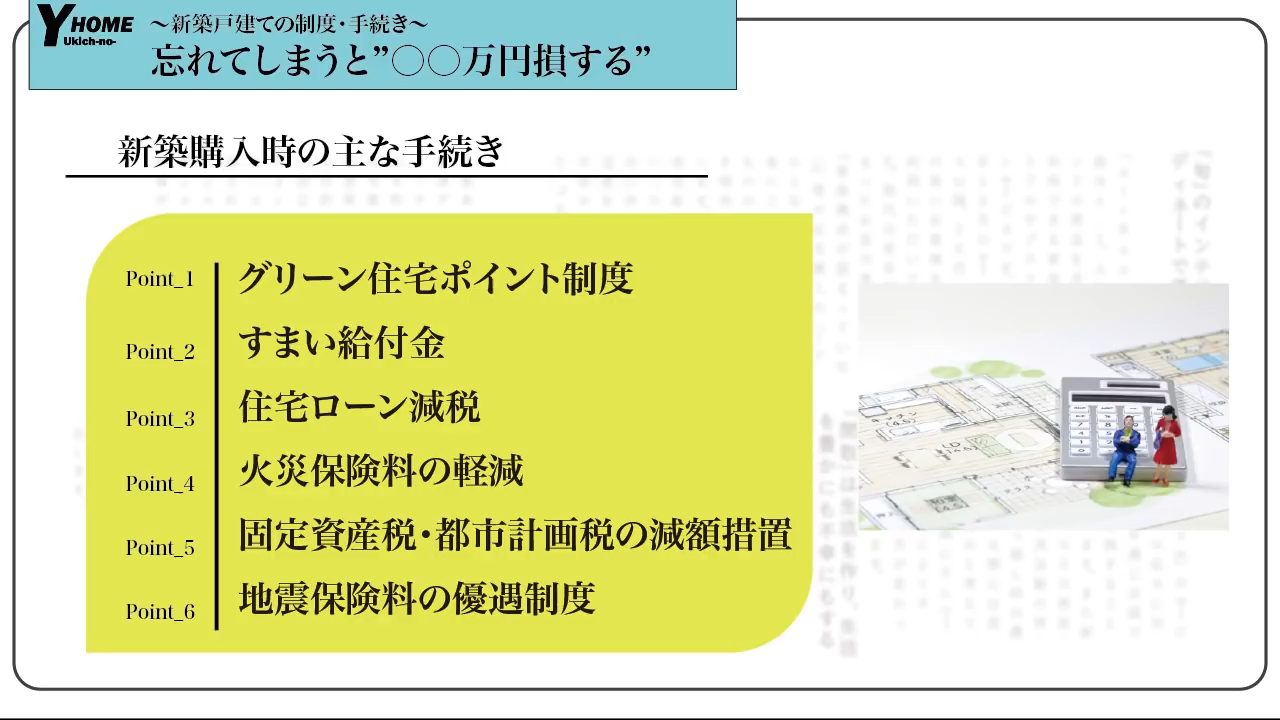 YHOME
Ukich-no-
～新築戸建ての制度・手続き～
忘れてしまうと”○○万円損する”
新築購入時の主な手続き
Point_1 グリーン住宅ポイント制度
Point_2 すまい給付金
Point_3 住宅ローン減税
Point_4 火災保険料の軽減
Point_5 固定資産税・都市計画税の減額措置
Point_6 地震保険料の優遇制度